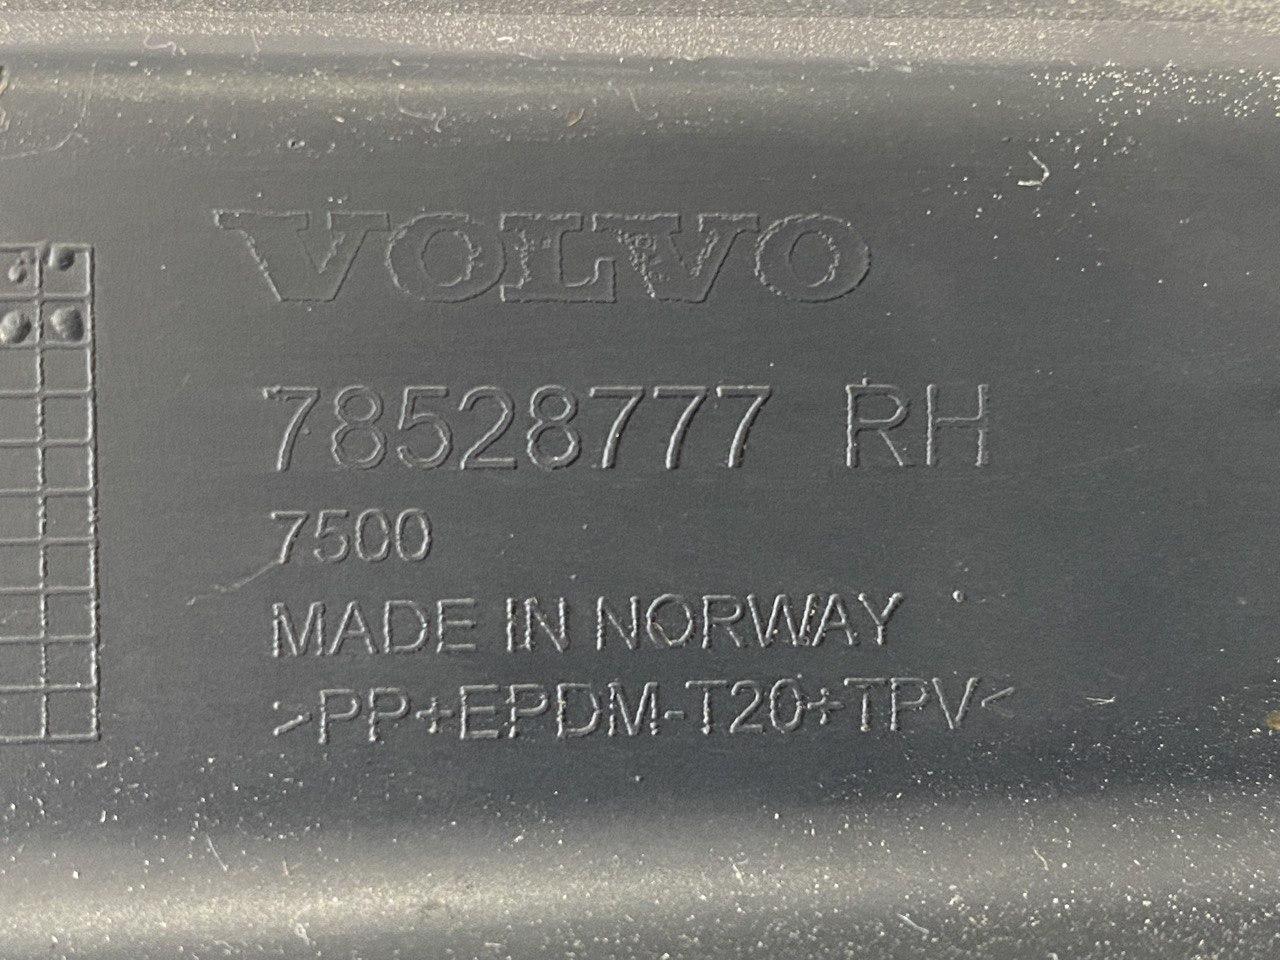 VOLVO
78528777 RH
7500
MADE IN NORWAY
>PP+EPDM-T20+TPV<